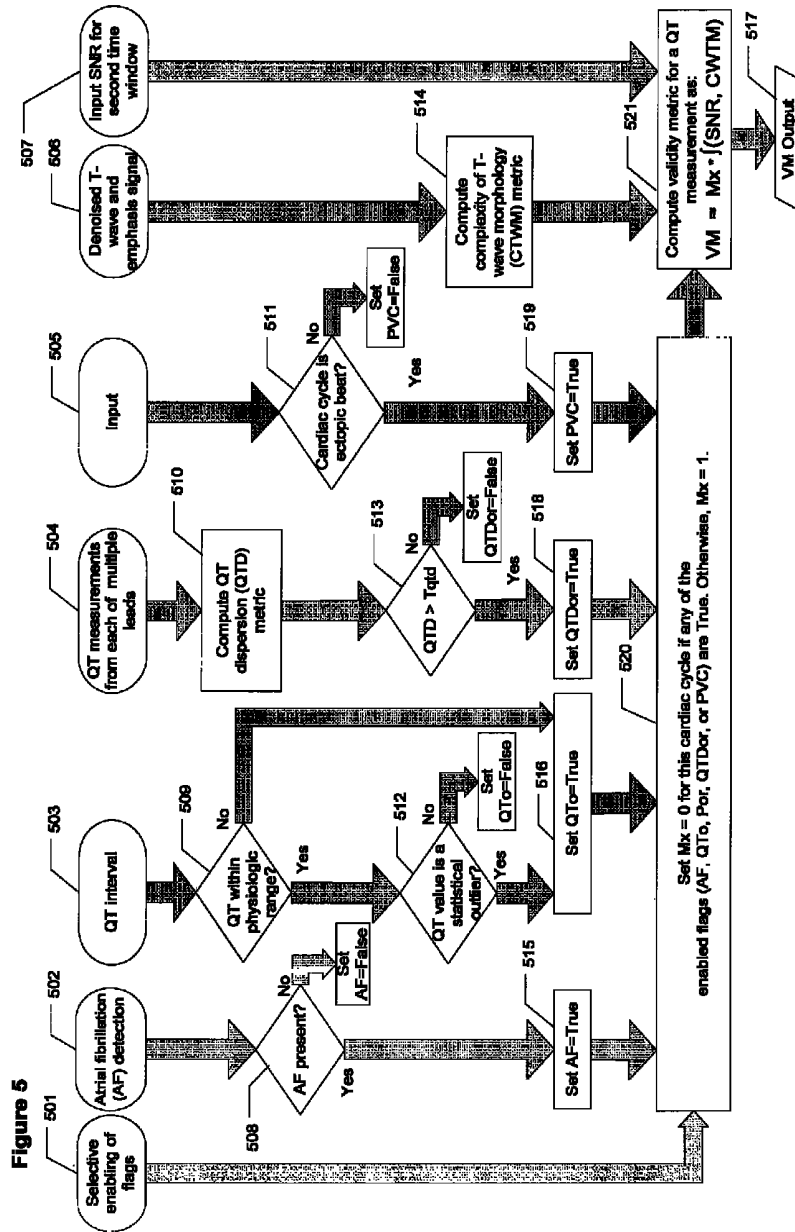 Figure 5
501
Selective
enabling of
flags
502
Atrial fibrillation
(AF) detection
508
AF present?
No
Set
AF=False
Yes
515
Set AF=True
503
QT interval
509
QT within
physiologic
range?
No
Yes
512
QT value is a
statistical
outlier?
No
Set
QTo=False
Yes
516
Set QTo=True
504
QT measurements
from each of multiple
leads
510
Compute QT
dispersion (QTD)
metric
513
QTD > Tqtd
No
Set
QTDor=False
Yes
518
Set QTDor=True
505
Input
511
Cardiac cycle is
ectopic beat?
No
Set
PVC=False
Yes
519
Set PVC=True
520
Set Mx = 0 for this cardiac cycle if any of the
enabled flags (AF, QTo, Por, QTDor, or PVC) are True. Otherwise, Mx = 1.
506
Denoised T-
wave and
emphasis signal
507
Input SNR for
second time
window
514
Compute
complaxity of T-
wave morphology
(CTWM) metric
521
Compute validity metric for a QT
measurement as:
VM = Mx * ∫(SNR, CWTM)
517
VM Output